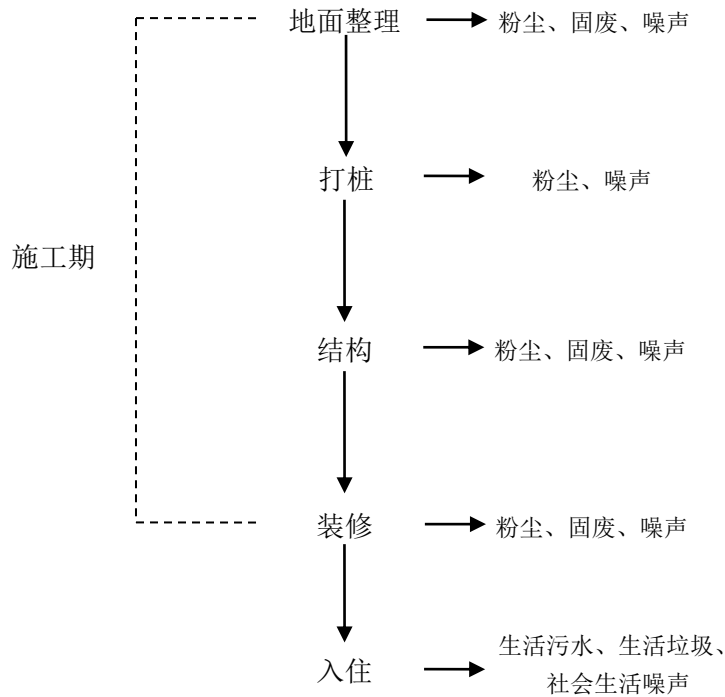 地面整理
粉尘、固废、噪声
打桩
粉尘、噪声
施工期
结构
粉尘、固废、噪声
装修
粉尘、固废、噪声
入住
生活污水、生活垃圾、
社会生活噪声